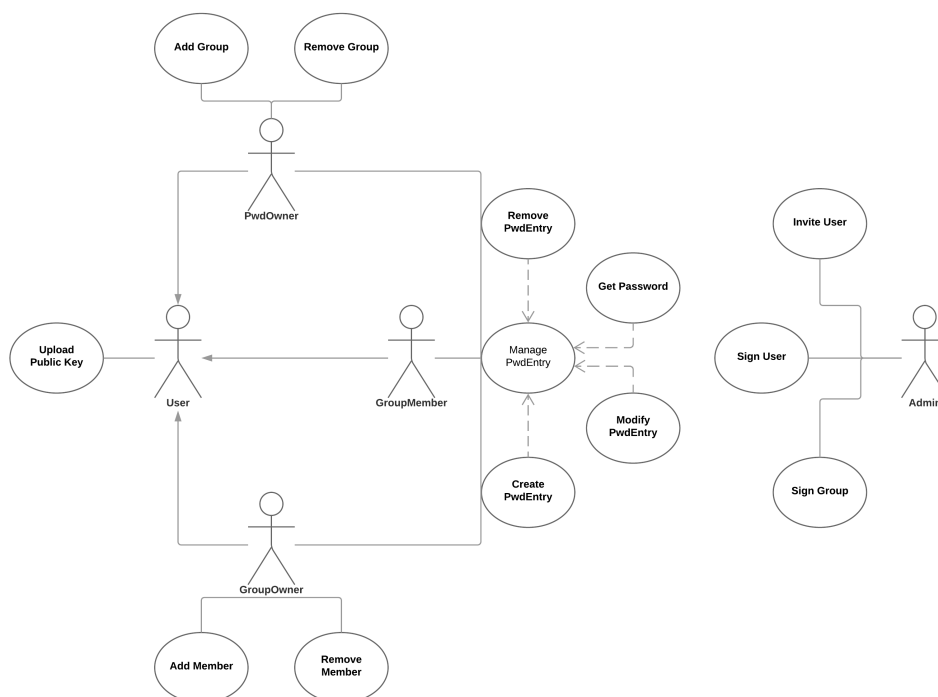 Add Group
Remove Group
PwdOwner
Remove
PwdEntry
Invite User
Get Password
Upload
Public Key
User
GroupMember
Manage
PwdEntry
Sign User
Admin
Modify
PwdEntry
Create
PwdEntry
Sign Group
GroupOwner
Add Member
Remove
Member